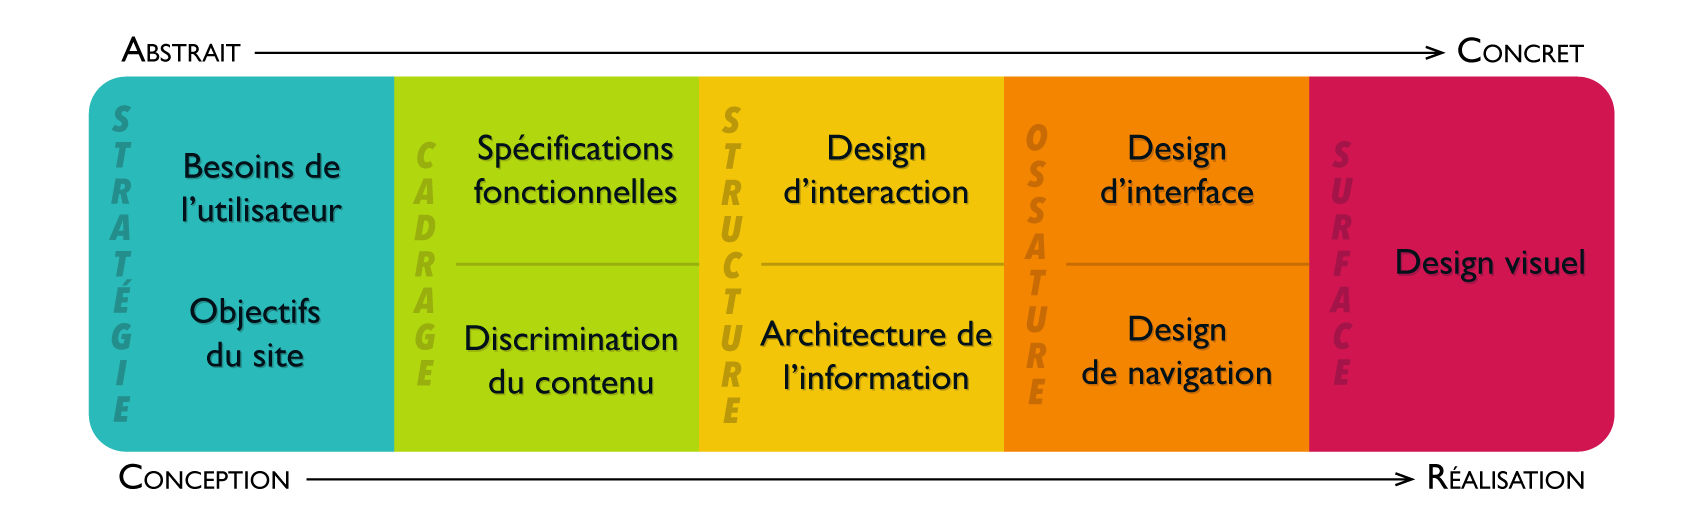 ABSTRAIT
CONCRET
STRATÉGIE
Besoins de
l'utilisateur
Objectifs
du site
CADRAGE
Spécifications
fonctionnelles
Discrimination
du contenu
STRUCTURE
Design
d'interaction
Architecture de
l'information
OSSATURE
Design
d'interface
Design
de navigation
SURFACE
Design visuel
CONCEPTION
RÉALISATION